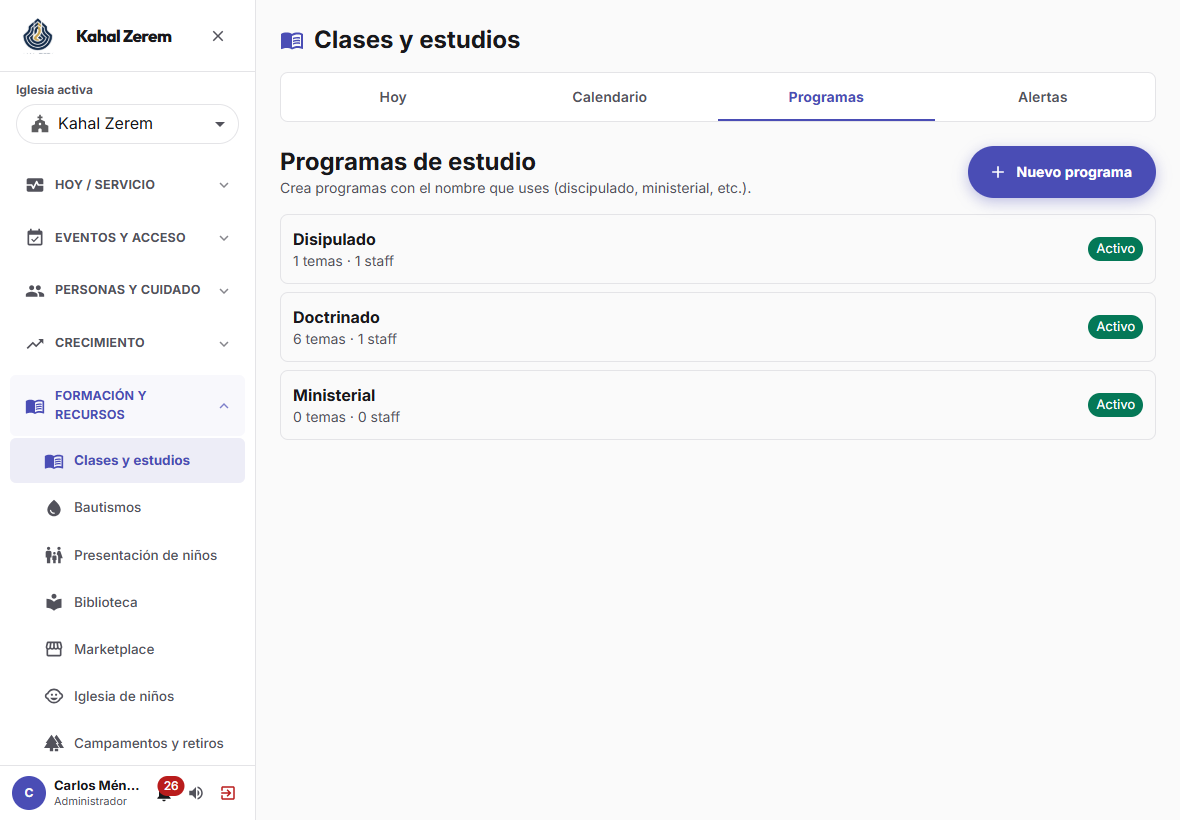 Kahal Zerem
Iglesia activa
Kahal Zerem
HOY / SERVICIO
EVENTOS Y ACCESO
PERSONAS Y CUIDADO
CRECIMIENTO
FORMACIÓN Y
RECURSOS
Clases y estudios
Bautismos
Presentación de niños
Biblioteca
Marketplace
Iglesia de niños
Campamentos y retiros
C
Carlos Mén...
Administrador
26
Clases y estudios
Hoy
Calendario
Programas
Alertas
Programas de estudio
Crea programas con el nombre que uses (discipulado, ministerial, etc.).
+ Nuevo programa
Disipulado
1 temas · 1 staff
Activo
Doctrinado
6 temas · 1 staff
Activo
Ministerial
0 temas · 0 staff
Activo